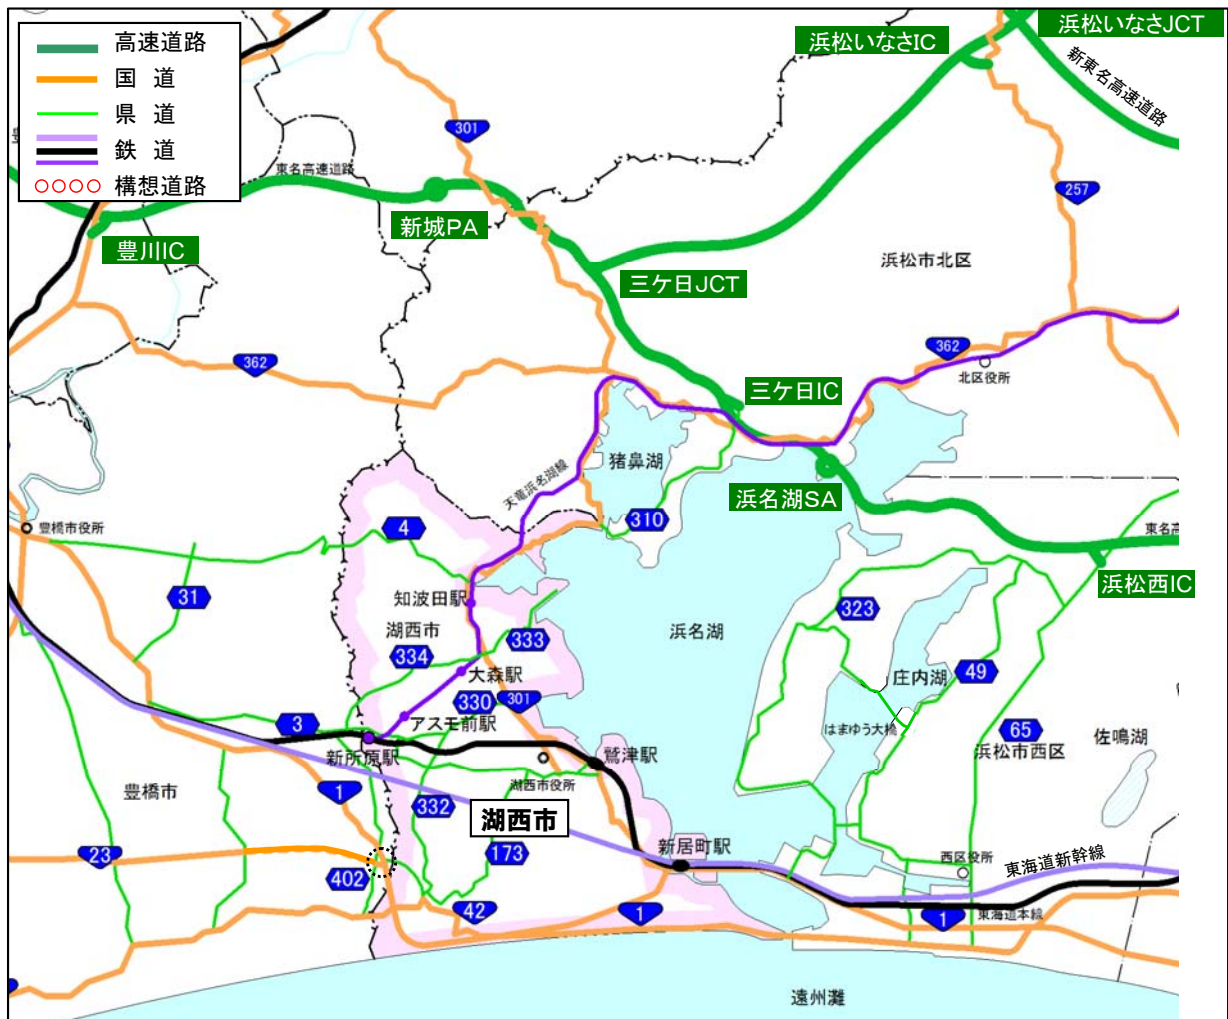 高速道路
国 道
県 道
鉄 道
構想道路
浜松いなさIC
浜松いなさJCT
新東名高速道路
301
東名高速道路
新城PA
豊川IC
257
三ケ日JCT
浜松市北区
362
362
北区役所
三ケ日IC
猪鼻湖
天竜浜名湖線
浜名湖SA
310
豊橋市役所
4
東名高
浜松西IC
31
知波田駅
湖西市
334
333
浜名湖
323
大森駅
庄内湖
49
330
301
アスモ前駅
はまゆう大橋
3
新所原駅
鷲津駅
湖西市役所
65
浜松市西区
佐鳴湖
豊橋市
1
332
湖西市
173
新居町駅
23
402
西区役所
東海道新幹線
42
1
1
東海道本線
遠州灘